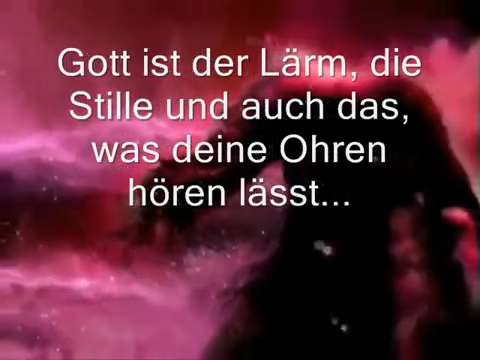 Gott ist der Lärm, die
Stille und auch das,
was deine Ohren
hören lässt...